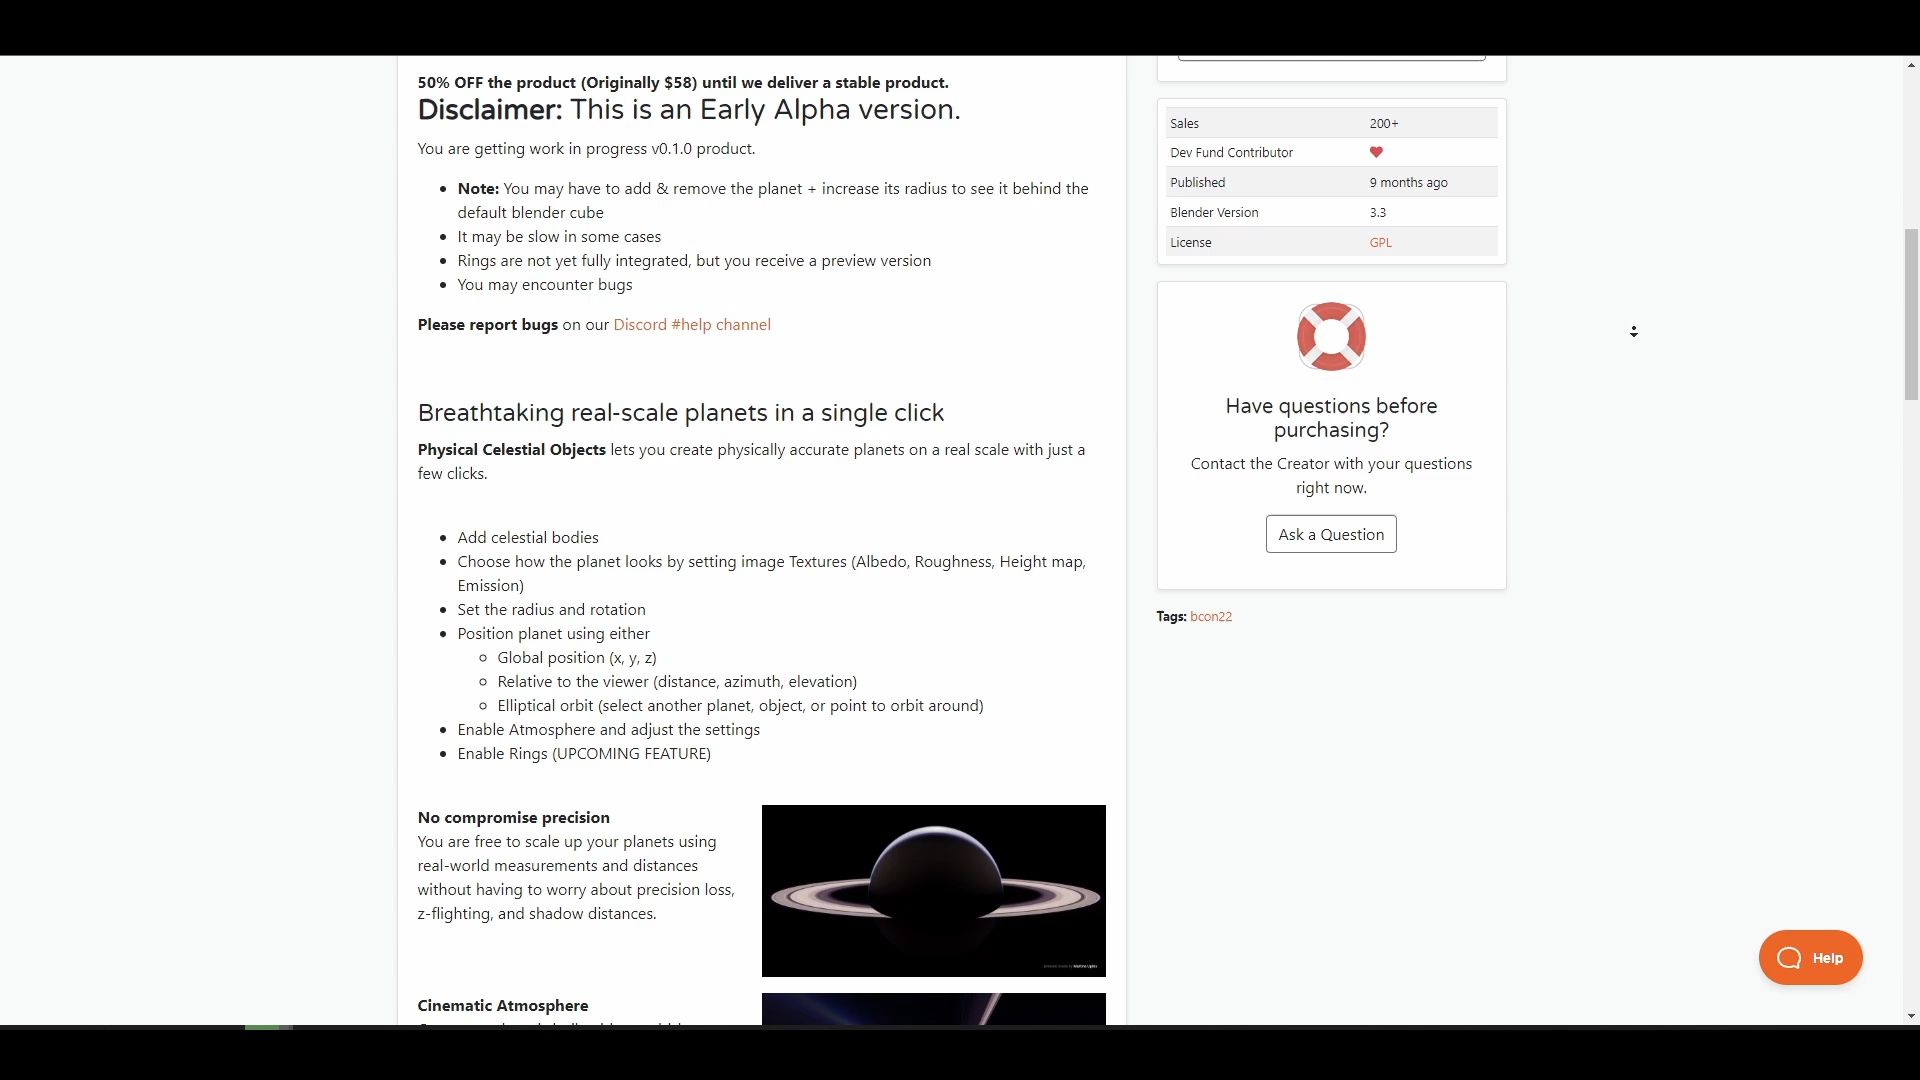 50% OFF the product (Originally $58) until we deliver a stable product.
Disclaimer: This is an Early Alpha version.
You are getting work in progress v0.1.0 product.
Note: You may have to add & remove the planet + increase its radius to see it behind the
default blender cube
It may be slow in some cases
Rings are not yet fully integrated, but you receive a preview version
You may encounter bugs
Please report bugs on our Discord #help channel
Breathtaking real-scale planets in a single click
Physical Celestial Objects lets you create physically accurate planets on a real scale with just a
few clicks.
Add celestial bodies
Choose how the planet looks by setting image Textures (Albedo, Roughness, Height map,
Emission)
Set the radius and rotation
Position planet using either
Global position (x, y, z)
Relative to the viewer (distance, azimuth, elevation)
Elliptical orbit (select another planet, object, or point to orbit around)
Enable Atmosphere and adjust the settings
Enable Rings (UPCOMING FEATURE)
No compromise precision
You are free to scale up your planets using
real-world measurements and distances
without having to worry about precision loss,
z-flighting, and shadow distances.
Cinematic Atmosphere
Sales 200+
Dev Fund Contributor
Published 9 months ago
Blender Version 3.3
License GPL
Have questions before
purchasing?
Contact the Creator with your questions
right now.
Ask a Question
Tags: bcon22
Help